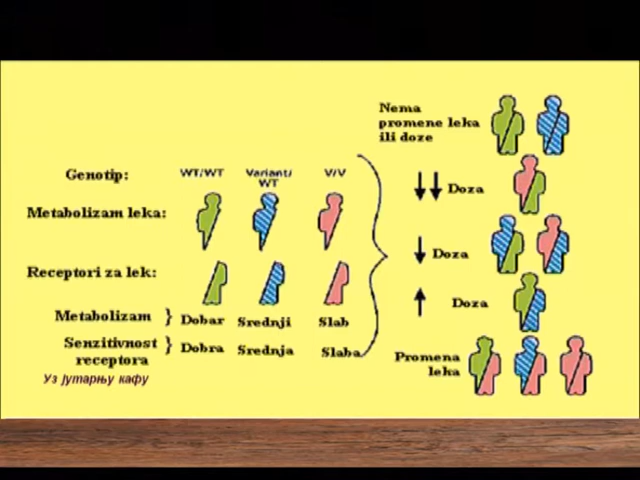 Nema
promene leka
ili doze
Genotip: WT/WT Variant/ V/V
WT
Doza
Metabolizam leka:
Doza
Receptori za lek:
Doza
Metabolizam } Dobar Srednji Slab
Senzitivnost } Dobra Srednja Slaba
receptora
Promena
leka
Уз јутарњу кафу